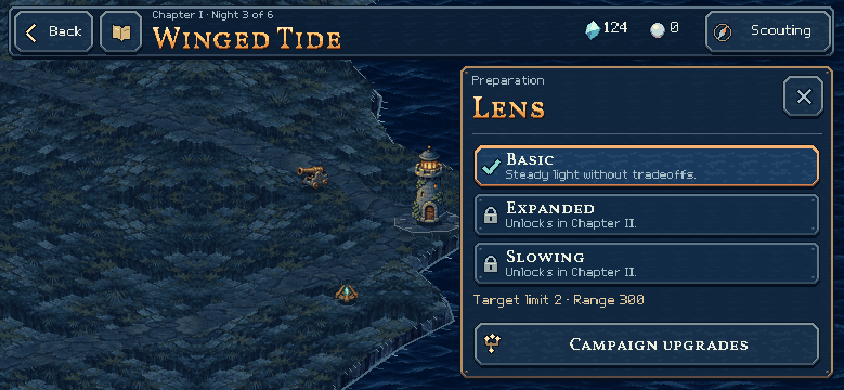 Back
Chapter I · Night 3 of 6
Winged Tide
124
0
Scouting
Preparation
Lens
Basic
Steady light without tradeoffs.
Expanded
Unlocks in Chapter II.
Slowing
Unlocks in Chapter II.
Target limit 2 · Range 300
Campaign upgrades